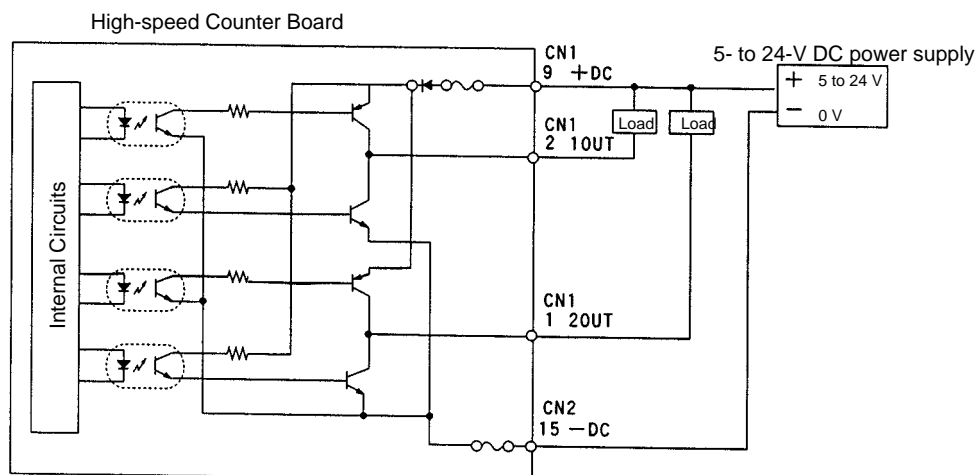 High-speed Counter Board
CN1
9 +DC
5- to 24-V DC power supply
+ 5 to 24 V
− 0 V
Load
Load
CN1
2 1OUT
Internal Circuits
CN1
1 2OUT
CN2
15 −DC